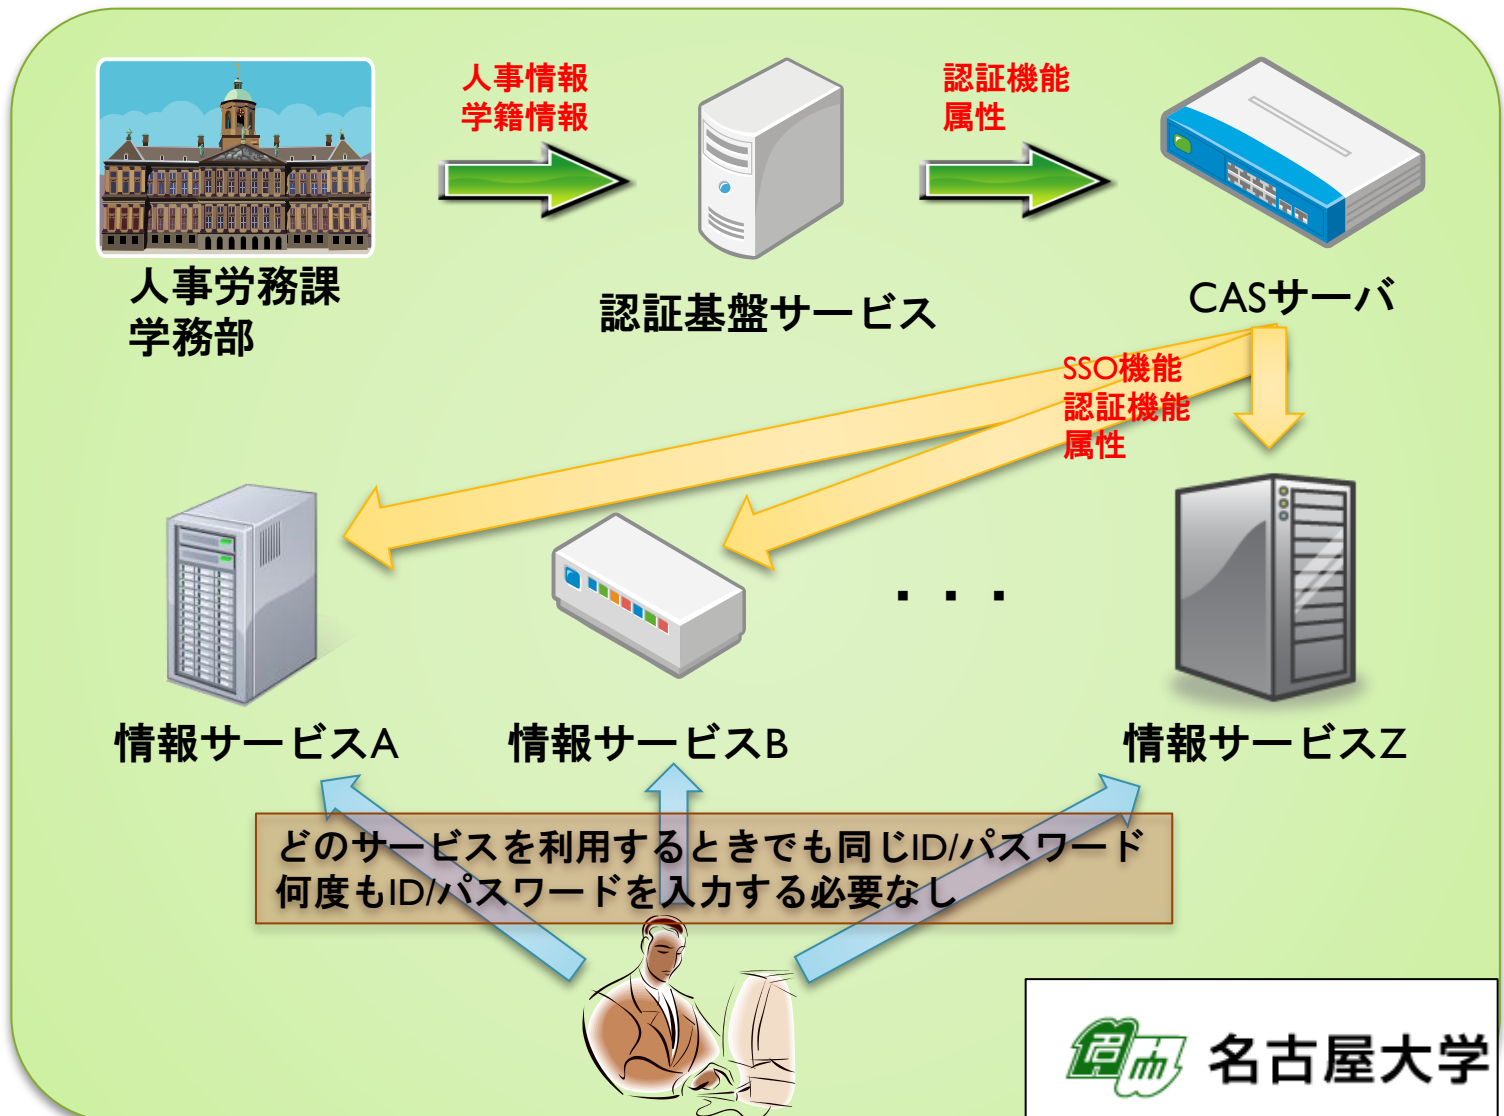 人事情報
学籍情報
認証機能
属性
人事労務課
学務部
認証基盤サービス
CASサーバ
SSO機能
認証機能
属性
・・・
情報サービスA
情報サービスB
情報サービスZ
どのサービスを利用するときでも同じID/パスワード
何度もID/パスワードを入力する必要なし
名古屋大学